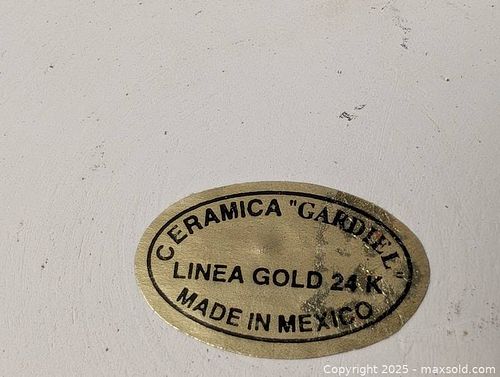 CERAMICA "GARDIEL"
LINEA GOLD 24 K
MADE IN MEXICO
Copyright © 2025 - maxsold.com